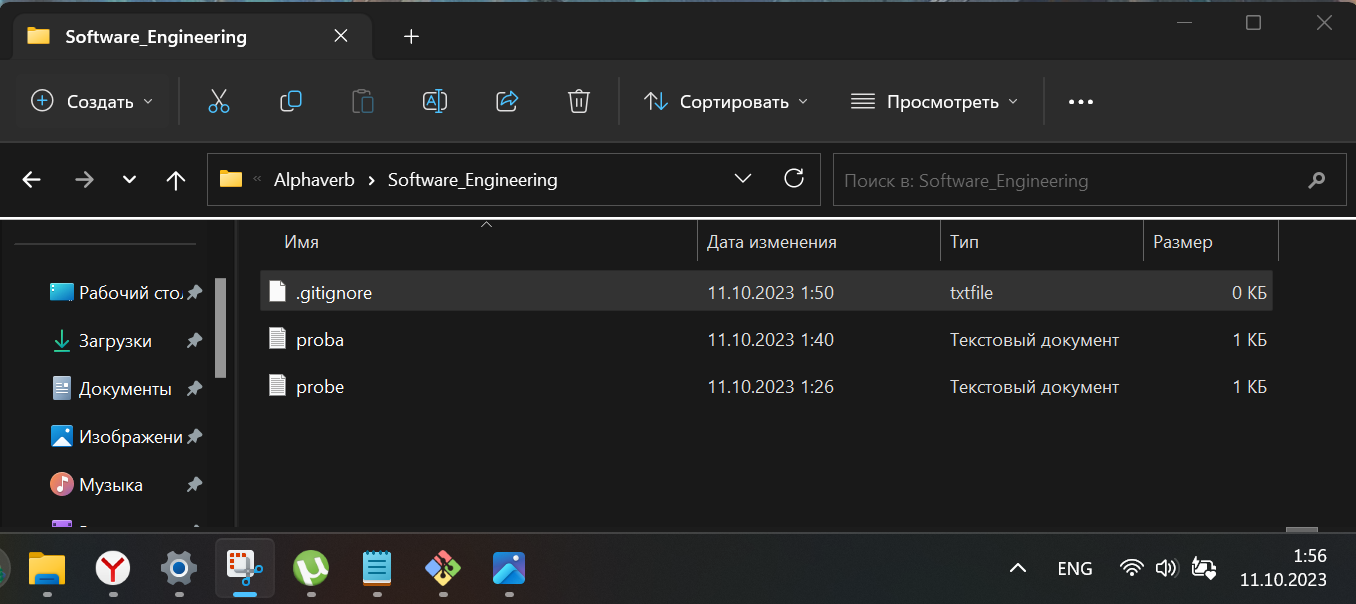 Software_Engineering
Создать
Сортировать
Просмотреть
Alphaverb
Software_Engineering
Поиск в: Software_Engineering
Имя
Дата изменения
Тип
Размер
Рабочий сто
.gitignore
11.10.2023 1:50
txtfile
0 КБ
Загрузки
proba
11.10.2023 1:40
Текстовый документ
1 КБ
Документы
probe
11.10.2023 1:26
Текстовый документ
1 КБ
Изображени
Музыка
ENG
1:56
11.10.2023